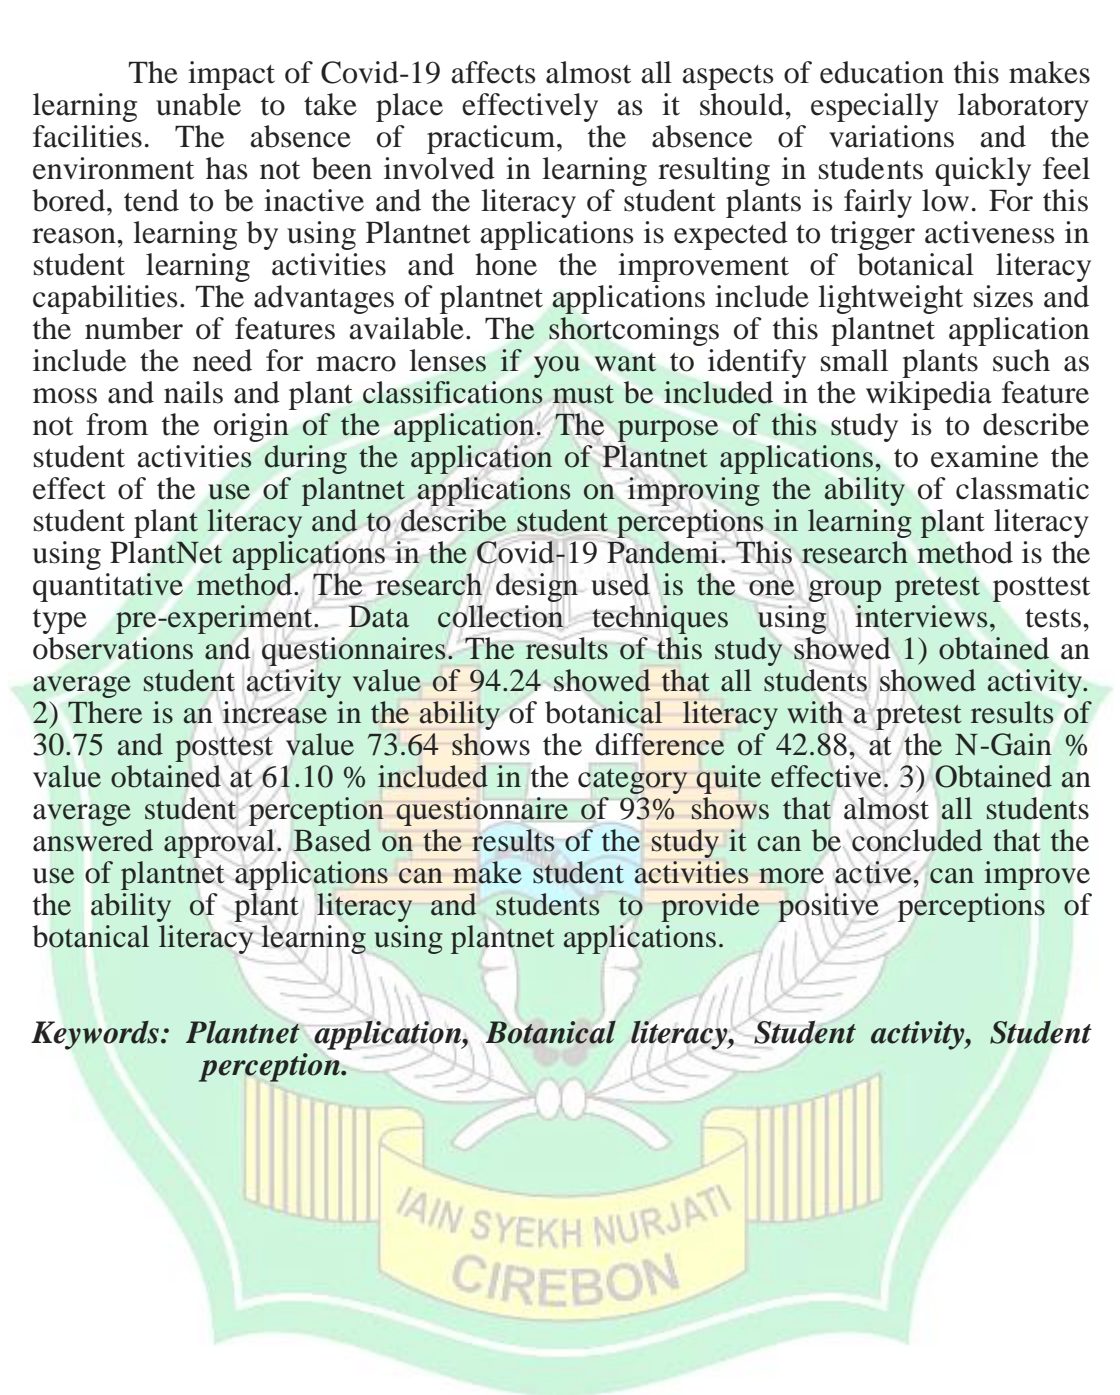 The impact of Covid-19 affects almost all aspects of education this makes
learning unable to take place effectively as it should, especially laboratory
facilities. The absence of practicum, the absence of variations and the
environment has not been involved in learning resulting in students quickly feel
bored, tend to be inactive and the literacy of student plants is fairly low. For this
reason, learning by using Plantnet applications is expected to trigger activeness in
student learning activities and hone the improvement of botanical literacy
capabilities. The advantages of plantnet applications include lightweight sizes and
the number of features available. The shortcomings of this plantnet application
include the need for macro lenses if you want to identify small plants such as
moss and nails and plant classifications must be included in the wikipedia feature
not from the origin of the application. The purpose of this study is to describe
student activities during the application of Plantnet applications, to examine the
effect of the use of plantnet applications on improving the ability of classmatic
student plant literacy and to describe student perceptions in learning plant literacy
using PlantNet applications in the Covid-19 Pandemi. This research method is the
quantitative method. The research design used is the one group pretest posttest
type pre-experiment. Data collection techniques using interviews, tests,
observations and questionnaires. The results of this study showed 1) obtained an
average student activity value of 94.24 showed that all students showed activity.
2) There is an increase in the ability of botanical literacy with a pretest results of
30.75 and posttest value 73.64 shows the difference of 42.88, at the N-Gain %
value obtained at 61.10 % included in the category quite effective. 3) Obtained an
average student perception questionnaire of 93% shows that almost all students
answered approval. Based on the results of the study it can be concluded that the
use of plantnet applications can make student activities more active, can improve
the ability of plant literacy and students to provide positive perceptions of
botanical literacy learning using plantnet applications.
Keywords: Plantnet application, Botanical literacy, Student activity, Student
perception.
IAIN SYEKH NURJATI
CIREBON